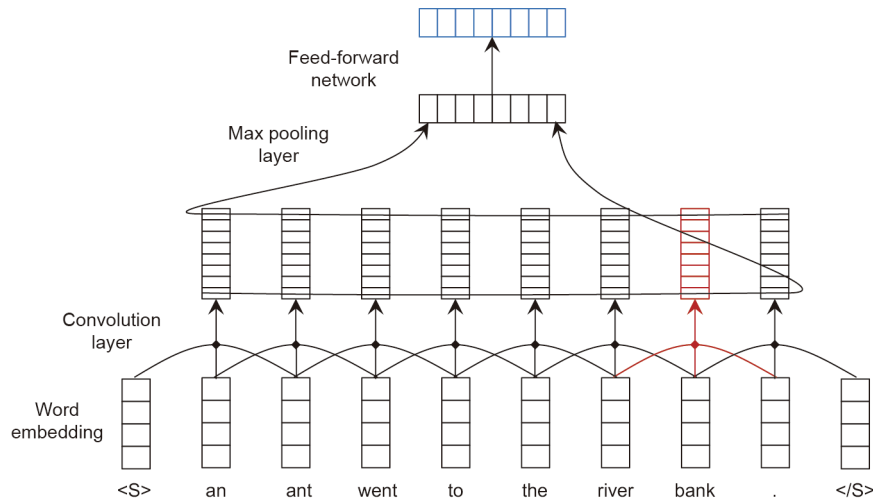 Feed-forward
network
Max pooling
layer
Convolution
layer
Word
embedding
<S> an ant went to the river bank . </S>